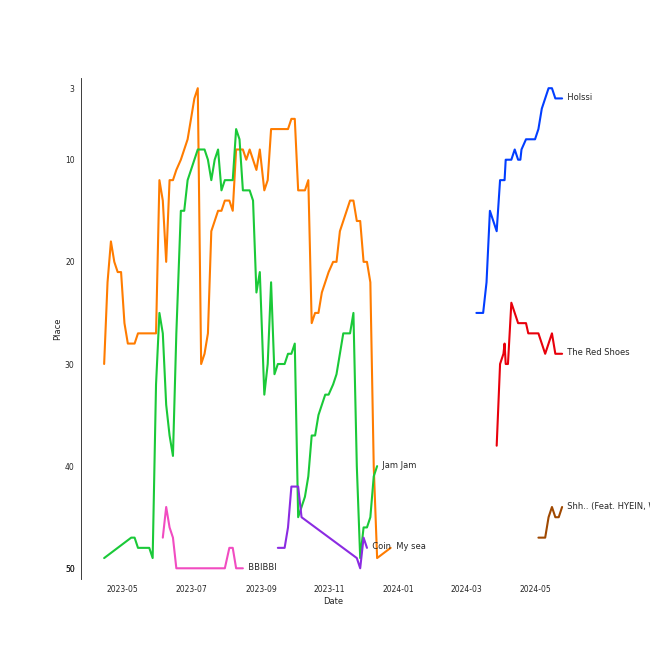 3
Holssi
10
20
Place
30
The Red Shoes
40
Jam Jam
Shh.. (Feat. HYEIN,
Coin My sea
50
BBIBBI
2023-05
2023-07
2023-09
2023-11
2024-01
2024-03
2024-05
Date